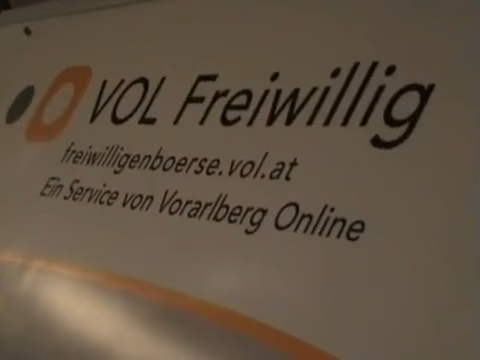 VOL Freiwillig
freiwilligenboerse.vol.at
Ein Service von Vorarlberg Online